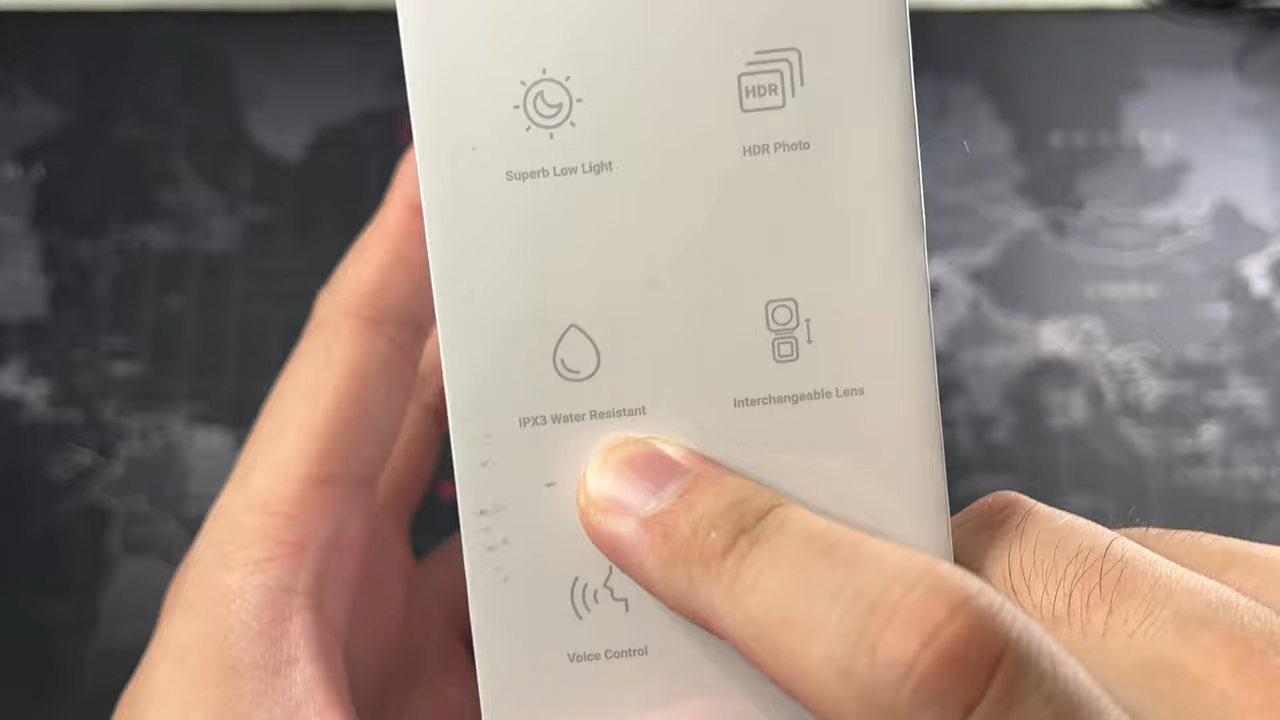 HDR
Superb Low Light
HDR Photo
IPX3 Water Resistant
Interchangeable Lens
Voice Control